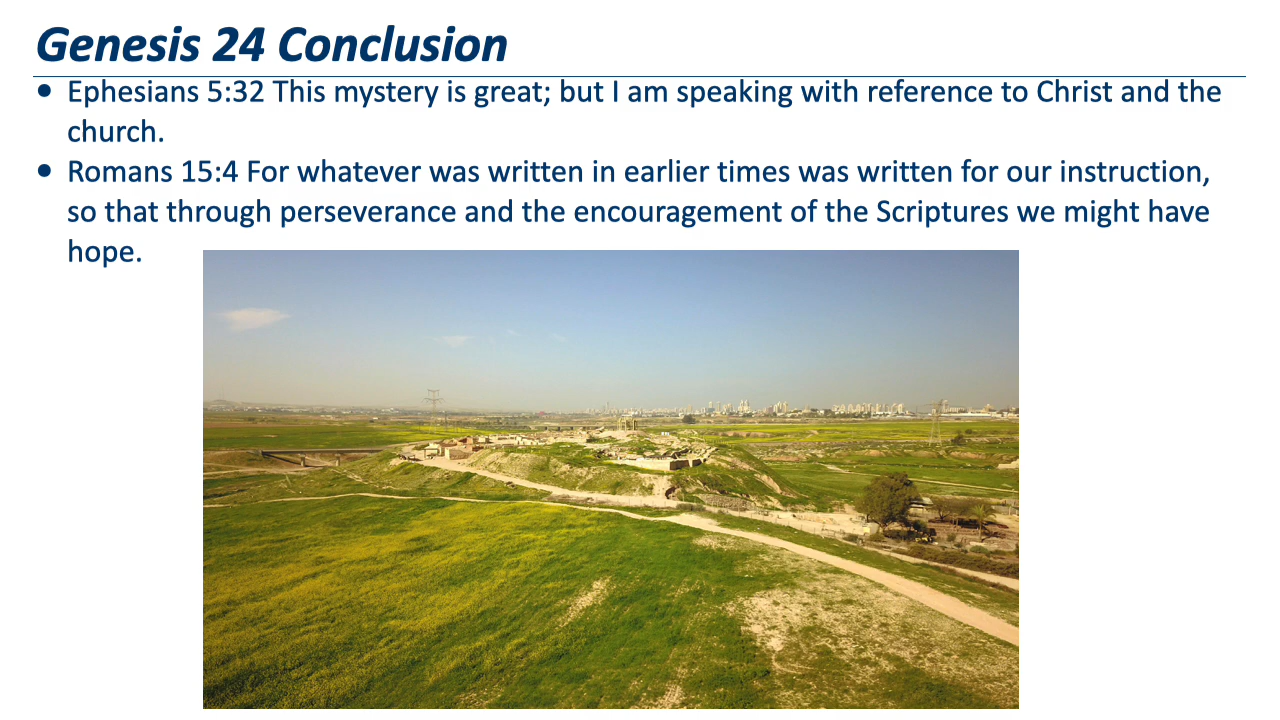 Genesis 24 Conclusion
• Ephesians 5:32 This mystery is great; but I am speaking with reference to Christ and the
church.
• Romans 15:4 For whatever was written in earlier times was written for our instruction,
so that through perseverance and the encouragement of the Scriptures we might have
hope.